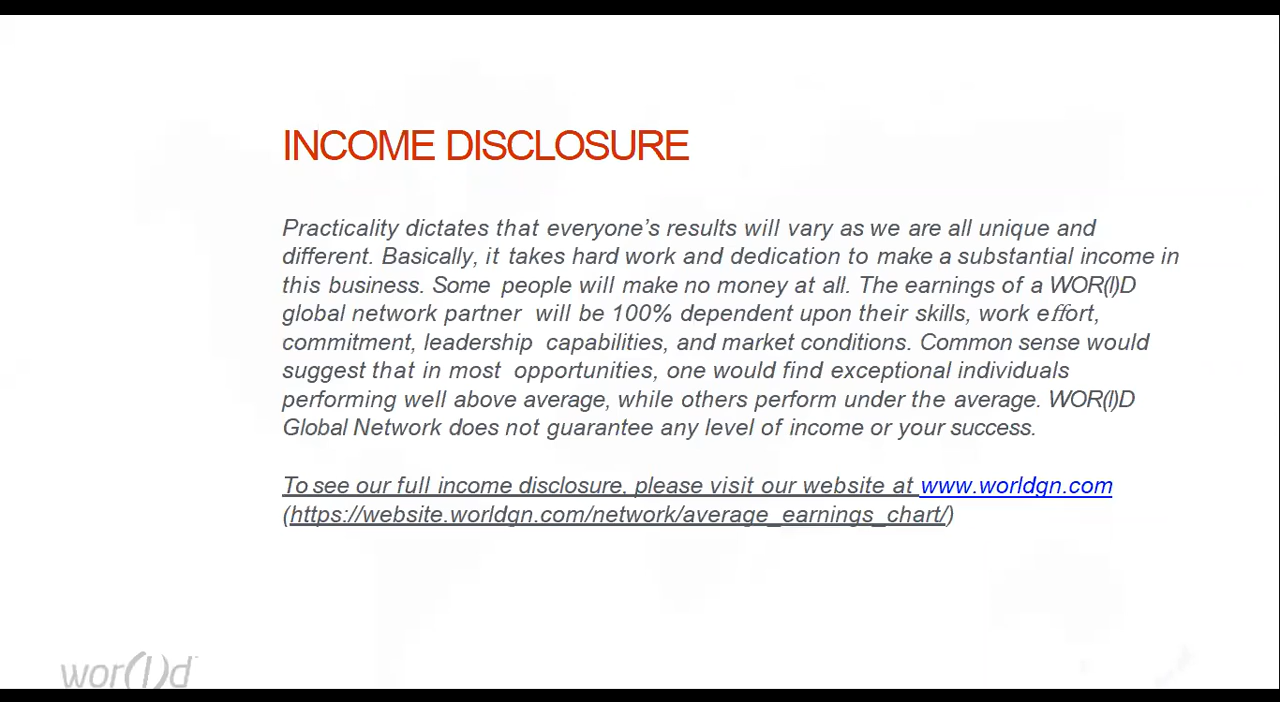 INCOME DISCLOSURE
Practicality dictates that everyone’s results will vary as we are all unique and
different. Basically, it takes hard work and dedication to make a substantial income in
this business. Some people will make no money at all. The earnings of a WOR(l)D
global network partner will be 100% dependent upon their skills, work effort,
commitment, leadership capabilities, and market conditions. Common sense would
suggest that in most opportunities, one would find exceptional individuals
performing well above average, while others perform under the average. WOR(l)D
Global Network does not guarantee any level of income or your success.
To see our full income disclosure, please visit our website at www.worldgn.com
(https://website.worldgn.com/network/average_earnings_chart/)
wor(l)d™